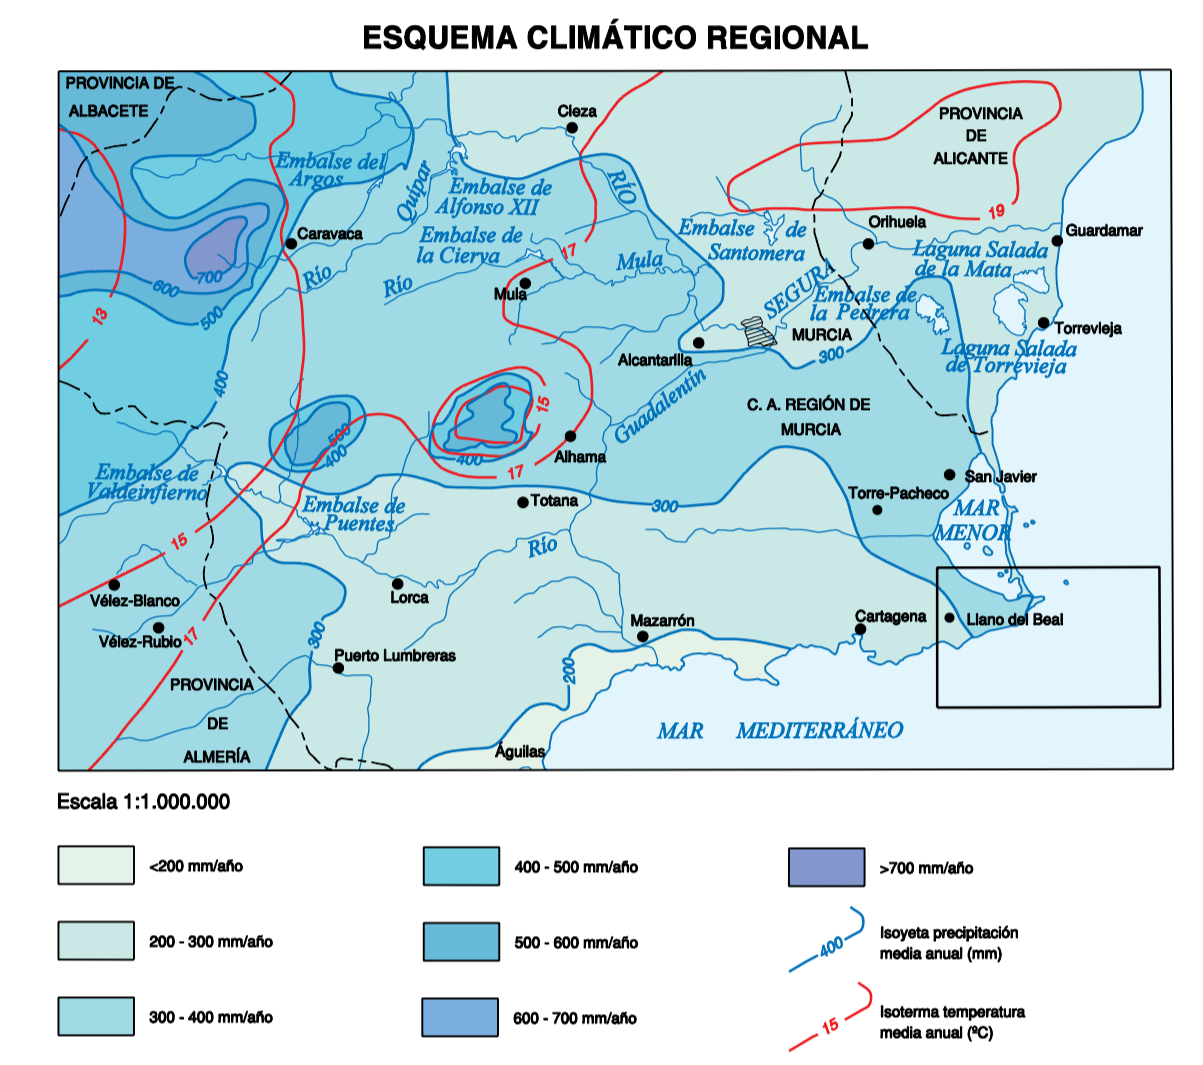 ESQUEMA CLIMÁTICO REGIONAL
PROVINCIA DE
ALBACETE
Cieza
PROVINCIA
DE
ALICANTE
Embalse del
Argos
Quípar
Embalse de
Alfonso XII
RÍO
19
Caravaca
Embalse de
la Cierva
17
Mula
Embalse de
Santomera
Orihuela
Guardamar
Laguna Salada
de la Mata
700
600
500
Río
Río
Mula
SEGURA
Embalse de
la Pedrera
13
MURCIA
Torrevieja
Alcantarilla
300
Laguna Salada
de Torrevieja
400
Guadalentín
15
C. A. REGIÓN DE
MURCIA
500
400
400
17
Alhama
Embalse de
Valdeinfierno
San Javier
Torre-Pacheco
Embalse de
Puentes
Totana
300
MAR
MENOR
15
Río
Vélez-Blanco
Lorca
Vélez-Rubio
17
300
Mazarrón
Cartagena
Llano del Beal
Puerto Lumbreras
200
PROVINCIA
DE
ALMERÍA
MAR MEDITERRÁNEO
Águilas
Escala 1:1.000.000
<200 mm/año
400 - 500 mm/año
>700 mm/año
200 - 300 mm/año
500 - 600 mm/año
400
Isoyeta precipitación
media anual (mm)
300 - 400 mm/año
600 - 700 mm/año
15
Isoterma temperatura
media anual (ºC)